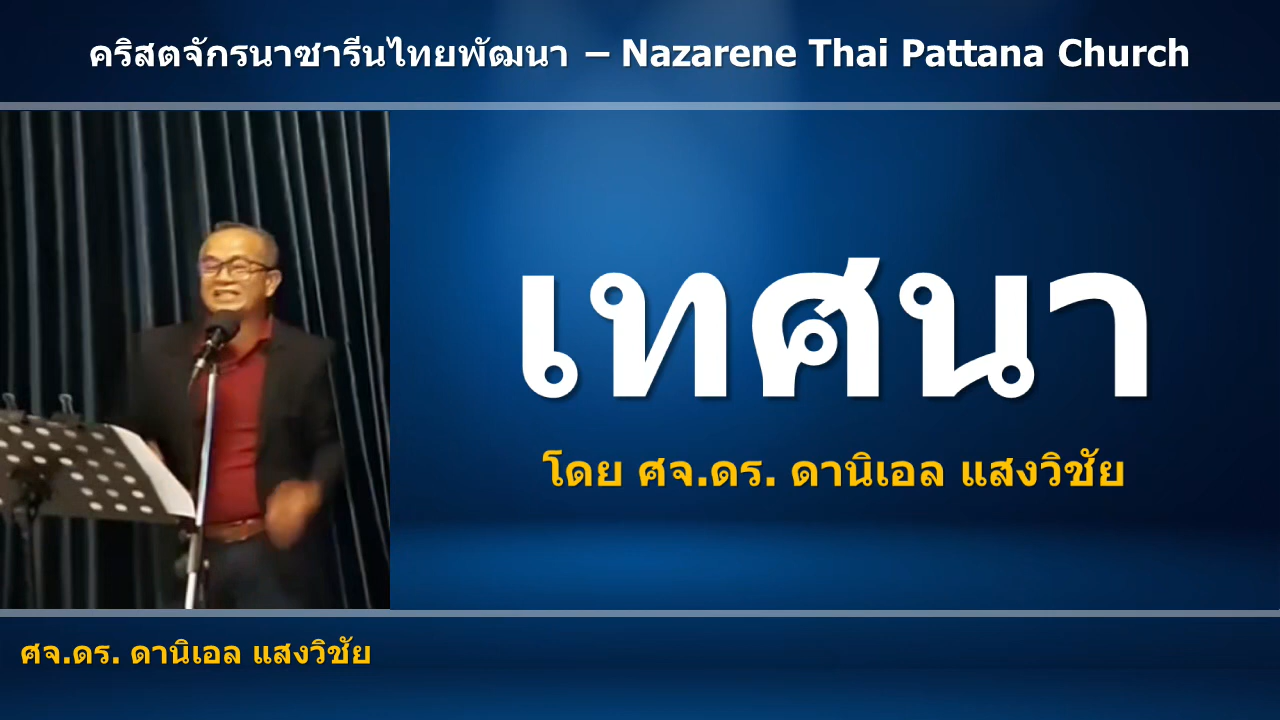 คริสตจักรนาซารีนไทยพัฒนา – Nazarene Thai Pattana Church
เทศนา
โดย ศจ.ดร. ดานิเอล แสงวิชัย
ศจ.ดร. ดานิเอล แสงวิชัย